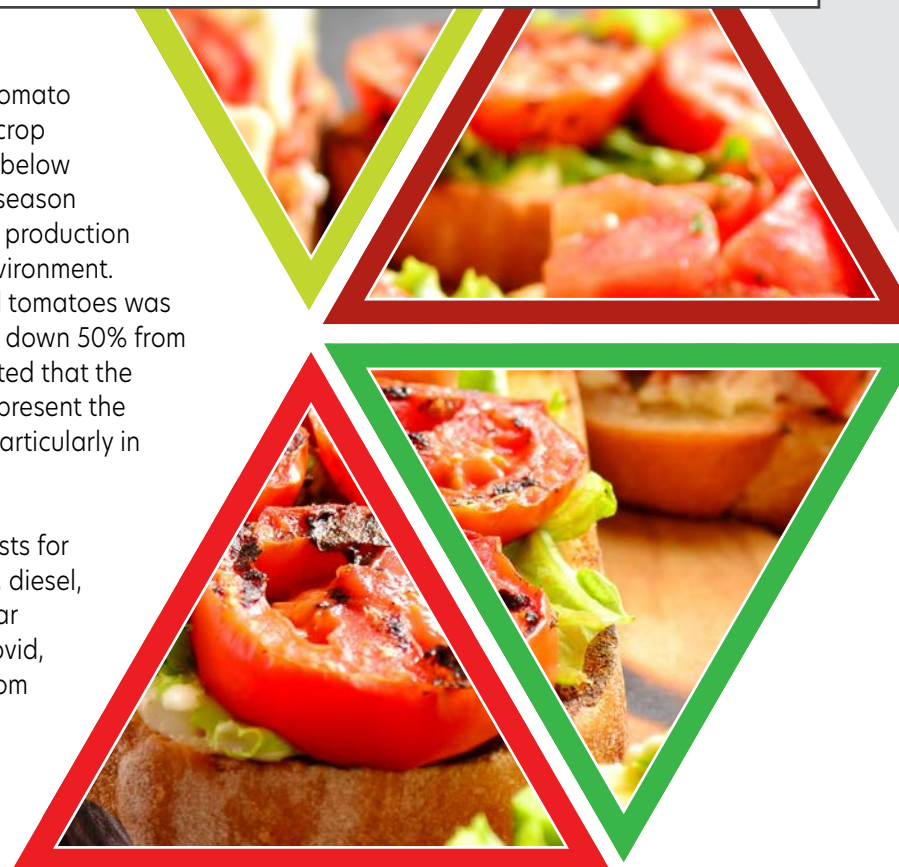 omato
crop
below
season
production
vironment.
d tomatoes was
down 50% from
ted that the
present the
articularly in
sts for
diesel,
ar
ovid,
om